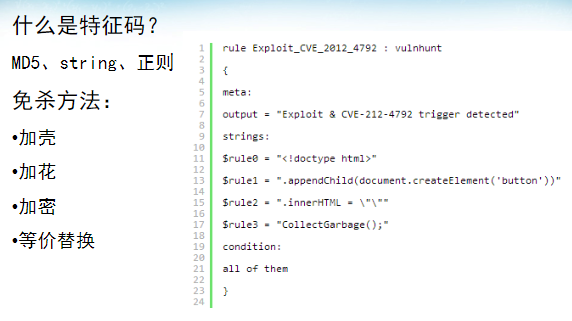 什么是特征码？
MD5、string、正则
免杀方法：
•加壳
•加花
•加密
•等价替换
1 rule Exploit_CVE_2012_4792 : vulnhunt
2
3 {
4
5 meta:
6
7 output = "Exploit & CVE-212-4792 trigger detected"
8
9 strings:
10
11 $rule0 = "<!doctype html>"
12
13 $rule1 = ".appendChild(document.createElement('button'))"
14
15 $rule2 = ".innerHTML = \"\""
16
17 $rule3 = "CollectGarbage();"
18
19 condition:
20
21 all of them
22
23 }
24